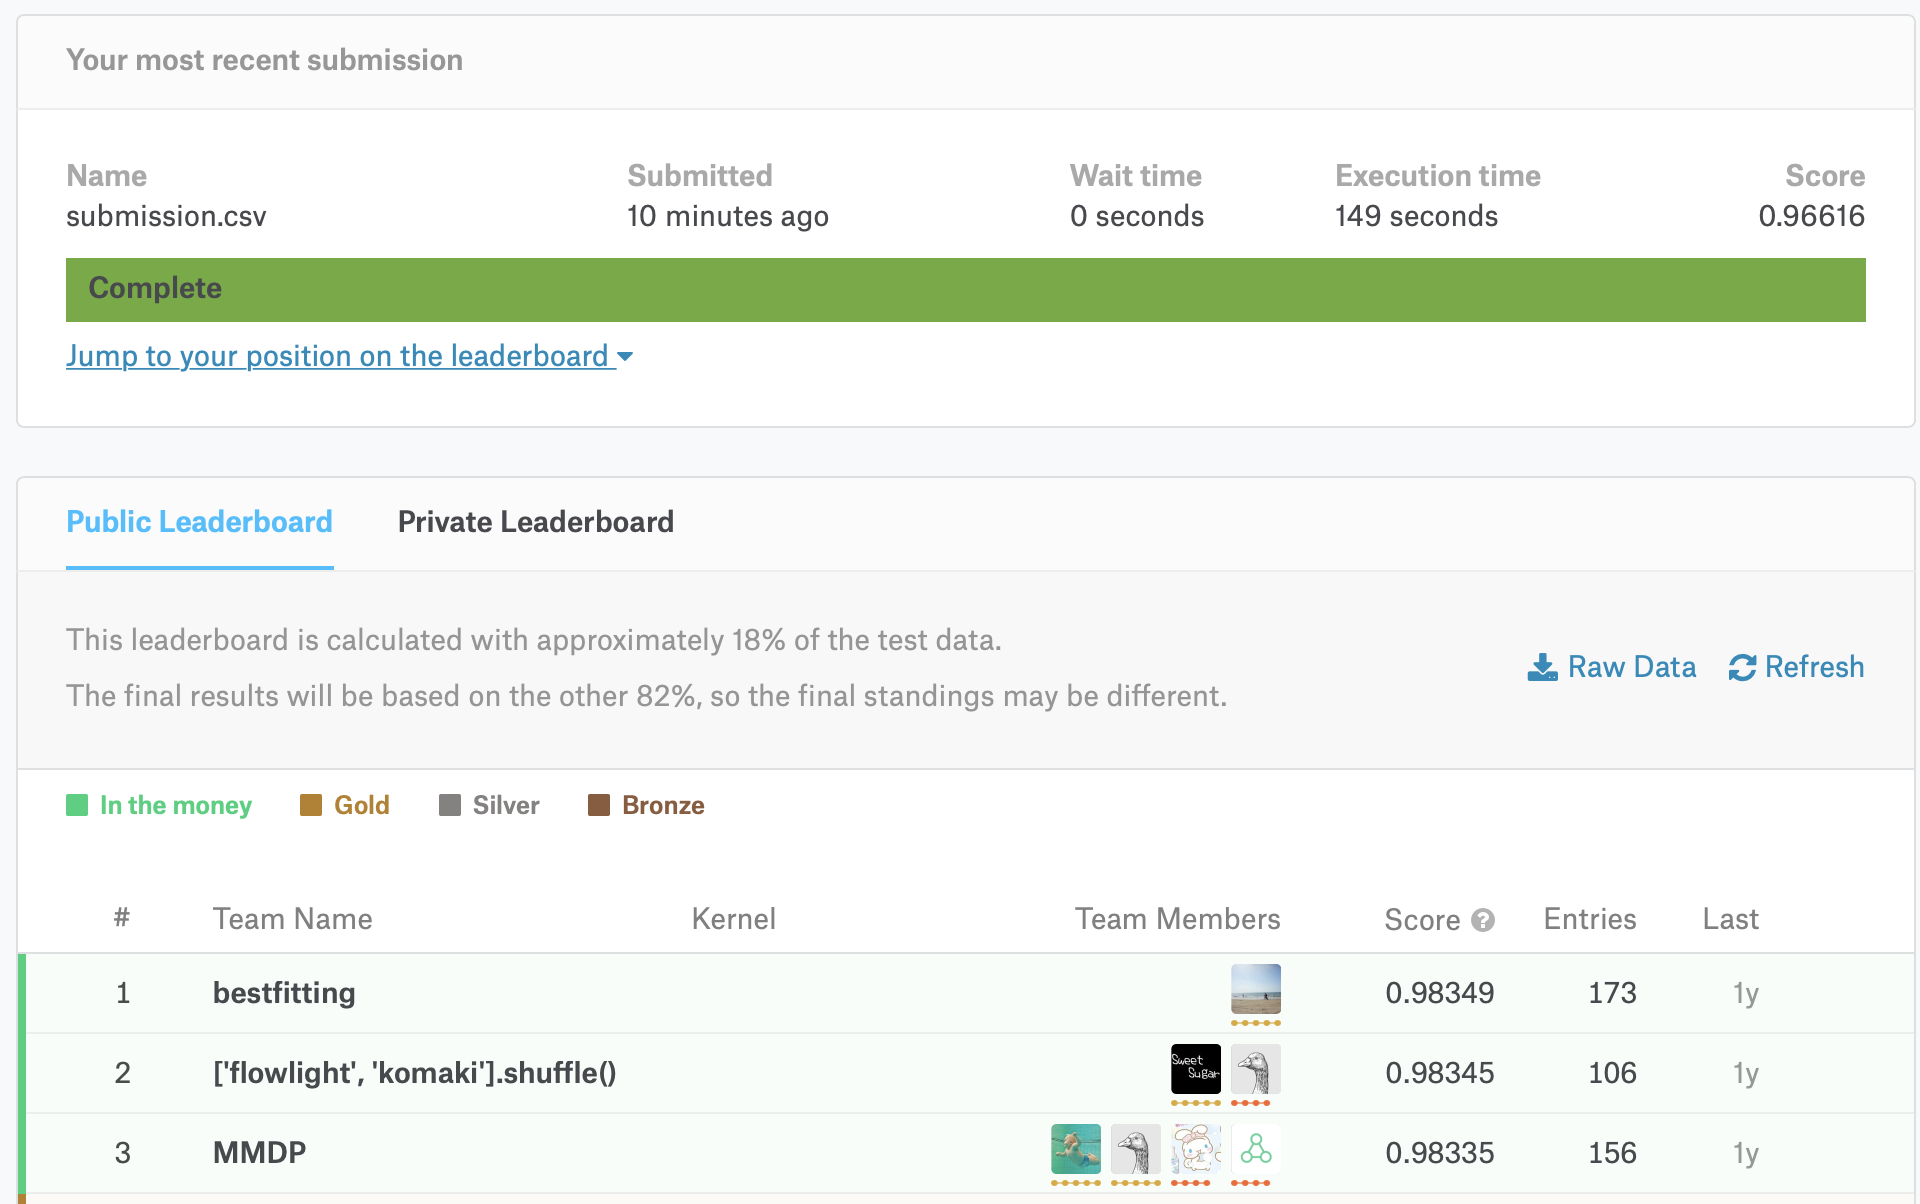 Your most recent submission
Name Submitted Wait time Execution time Score
submission.csv 10 minutes ago 0 seconds 149 seconds 0.96616
Complete
Jump to your position on the leaderboard
Public Leaderboard Private Leaderboard
This leaderboard is calculated with approximately 18% of the test data.
The final results will be based on the other 82%, so the final standings may be different.
Raw Data Refresh
In the money Gold Silver Bronze
# Team Name Kernel Team Members Score ? Entries Last
1 bestfitting 0.98349 173 1y
2 ['flowlight', 'komaki'].shuffle() Sweet Sugar 0.98345 106 1y
3 MMDP 0.98335 156 1y